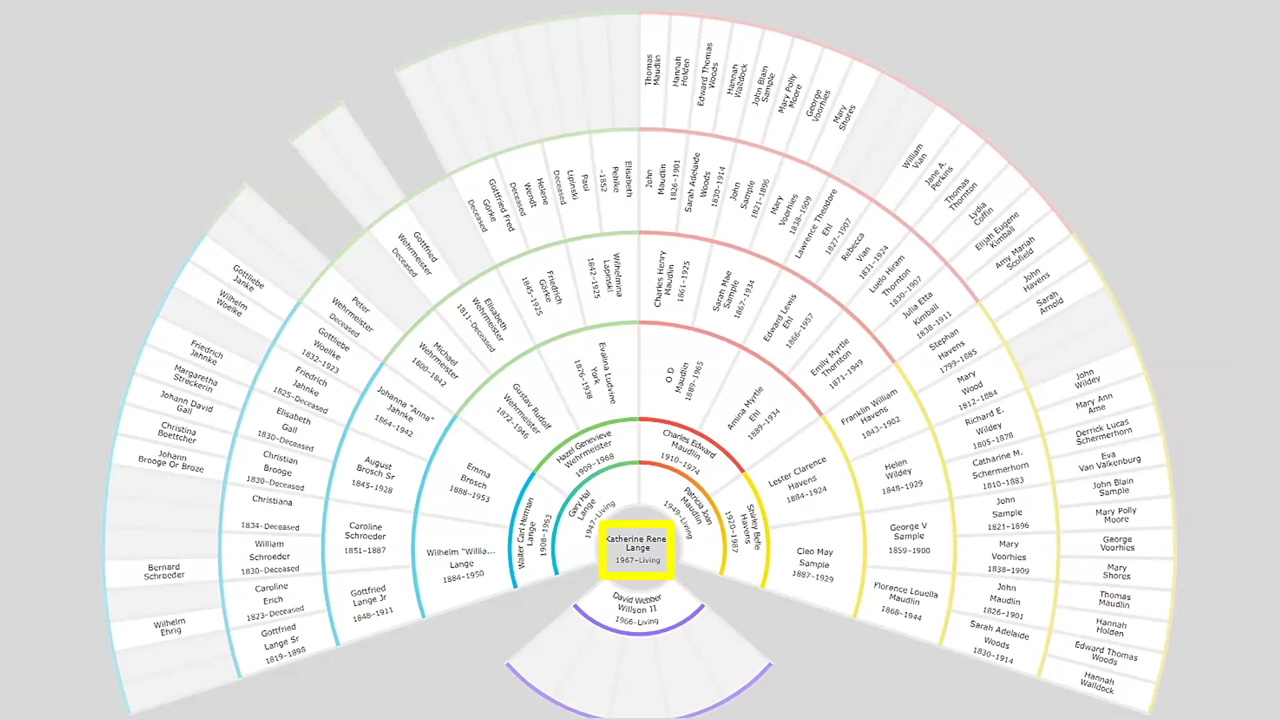 Katherine Rene
Lange
1967–Living
David Webber
Willson II
1966–Living
Gary Hal
Lange
1947–Living
Patricia Joan
Maudlin
1949–Living
Walter Carl Herman
Lange
1908–1963
Hazel Genevieve
Wehrmeister
1909–1968
Charles Edward
Maudlin
1910–1974
Shirley Belle
Havens
1920–1987
Wilhelm "Willia...
Lange
1884–1950
Emma
Brosch
1888–1953
Gustav Rudolf
Wehrmeister
1872–1946
Evalina Ludvine
York
1876–1938
O D
Maudlin
1889–1965
Amina Myrtle
Ehl
1889–1934
Lester Clarence
Havens
1884–1924
Cleo May
Sample
1887–1929
Gottfried
Lange Jr
1848–1911
Caroline
Schroeder
1851–1887
August
Brosch Sr
1845–1928
Johanna "Anna"
Jahnke
1864–1942
Michael
Wehrmeister
1800–1842
Elisabeth
Wehrmeister
1811–Deceased
Friedrich
Gorke
1845–1925
Wilhelmina
Lapinski
1842–1925
Charles Henry
Maudlin
1861–1925
Sarah Mae
Sample
1867–1934
Edward Lewis
Ehl
1866–1957
Emily Myrtle
Thornton
1871–1949
Franklin William
Havens
1843–1902
Helen
Wildey
1848–1929
George V
Sample
1859–1900
Florence Louella
Maudlin
1868–1944
Gottfried
Lange Sr
1819–1898
Caroline
Erich
1823–Deceased
William
Schroeder
1830–Deceased
Christiana
1834–Deceased
Christian
Brooge
1830–Deceased
Elisabeth
Gall
1830–Deceased
Friedrich
Jahnke
1825–Deceased
Gottliebe
Woelke
1832–1923
Peter
Wehrmeister
Deceased
Gottfried
Wehrmeister
Deceased
Gottfried Fred
Gorke
Deceased
Helene
Wends
Deceased
Paul
Lipinski
Deceased
Elisabeth
Pehlke
–1852
John
Maudlin
1826–1901
Sarah Adelaide
Woods
1830–1914
John
Sample
1821–1896
Mary
Voorhies
1838–1909
Lawrence Theodore
Ehl
1827–1907
Rebecca
Vian
1831–1924
Luelo Hiram
Thornton
1830–1907
Julia Etta
Kimball
1838–1911
Stephan
Havens
1799–1885
Mary
Wood
1812–1884
Richard E.
Wildey
1805–1878
Catharine M.
Schermerhorn
1810–1883
John
Sample
1821–1896
Mary
Voorhies
1838–1909
John
Maudlin
1826–1901
Sarah Adelaide
Woods
1830–1914
Wilhelm
Ehrig
Bernard
Schroeder
Johann
Brooge Or Broze
Christina
Boettcher
Johann David
Gall
Margaretha
Streckerin
Friedrich
Jahnke
Wilhelm
Woelke
Gottliebe
Janke
Thomas
Maudlin
Hannah
Holden
Edward Thomas
Woods
Hannah
Walldock
John Blain
Sample
Mary Polly
Moore
George
Voorhies
Mary
Shores
William
Vian
Jane A.
Perkins
Thomas
Thornton
Lydia
Coffin
Elijah Eugene
Kimball
Amy Mariah
Scofield
John
Havens
Sarah
Arnold
John
Wildey
Mary Ann
Ame
Derrick Lucas
Schermerhorn
Eva
Van Valkenburg
John Blain
Sample
Mary Polly
Moore
George
Voorhies
Mary
Shores
Thomas
Maudlin
Hannah
Holden
Edward Thomas
Woods
Hannah
Walldock